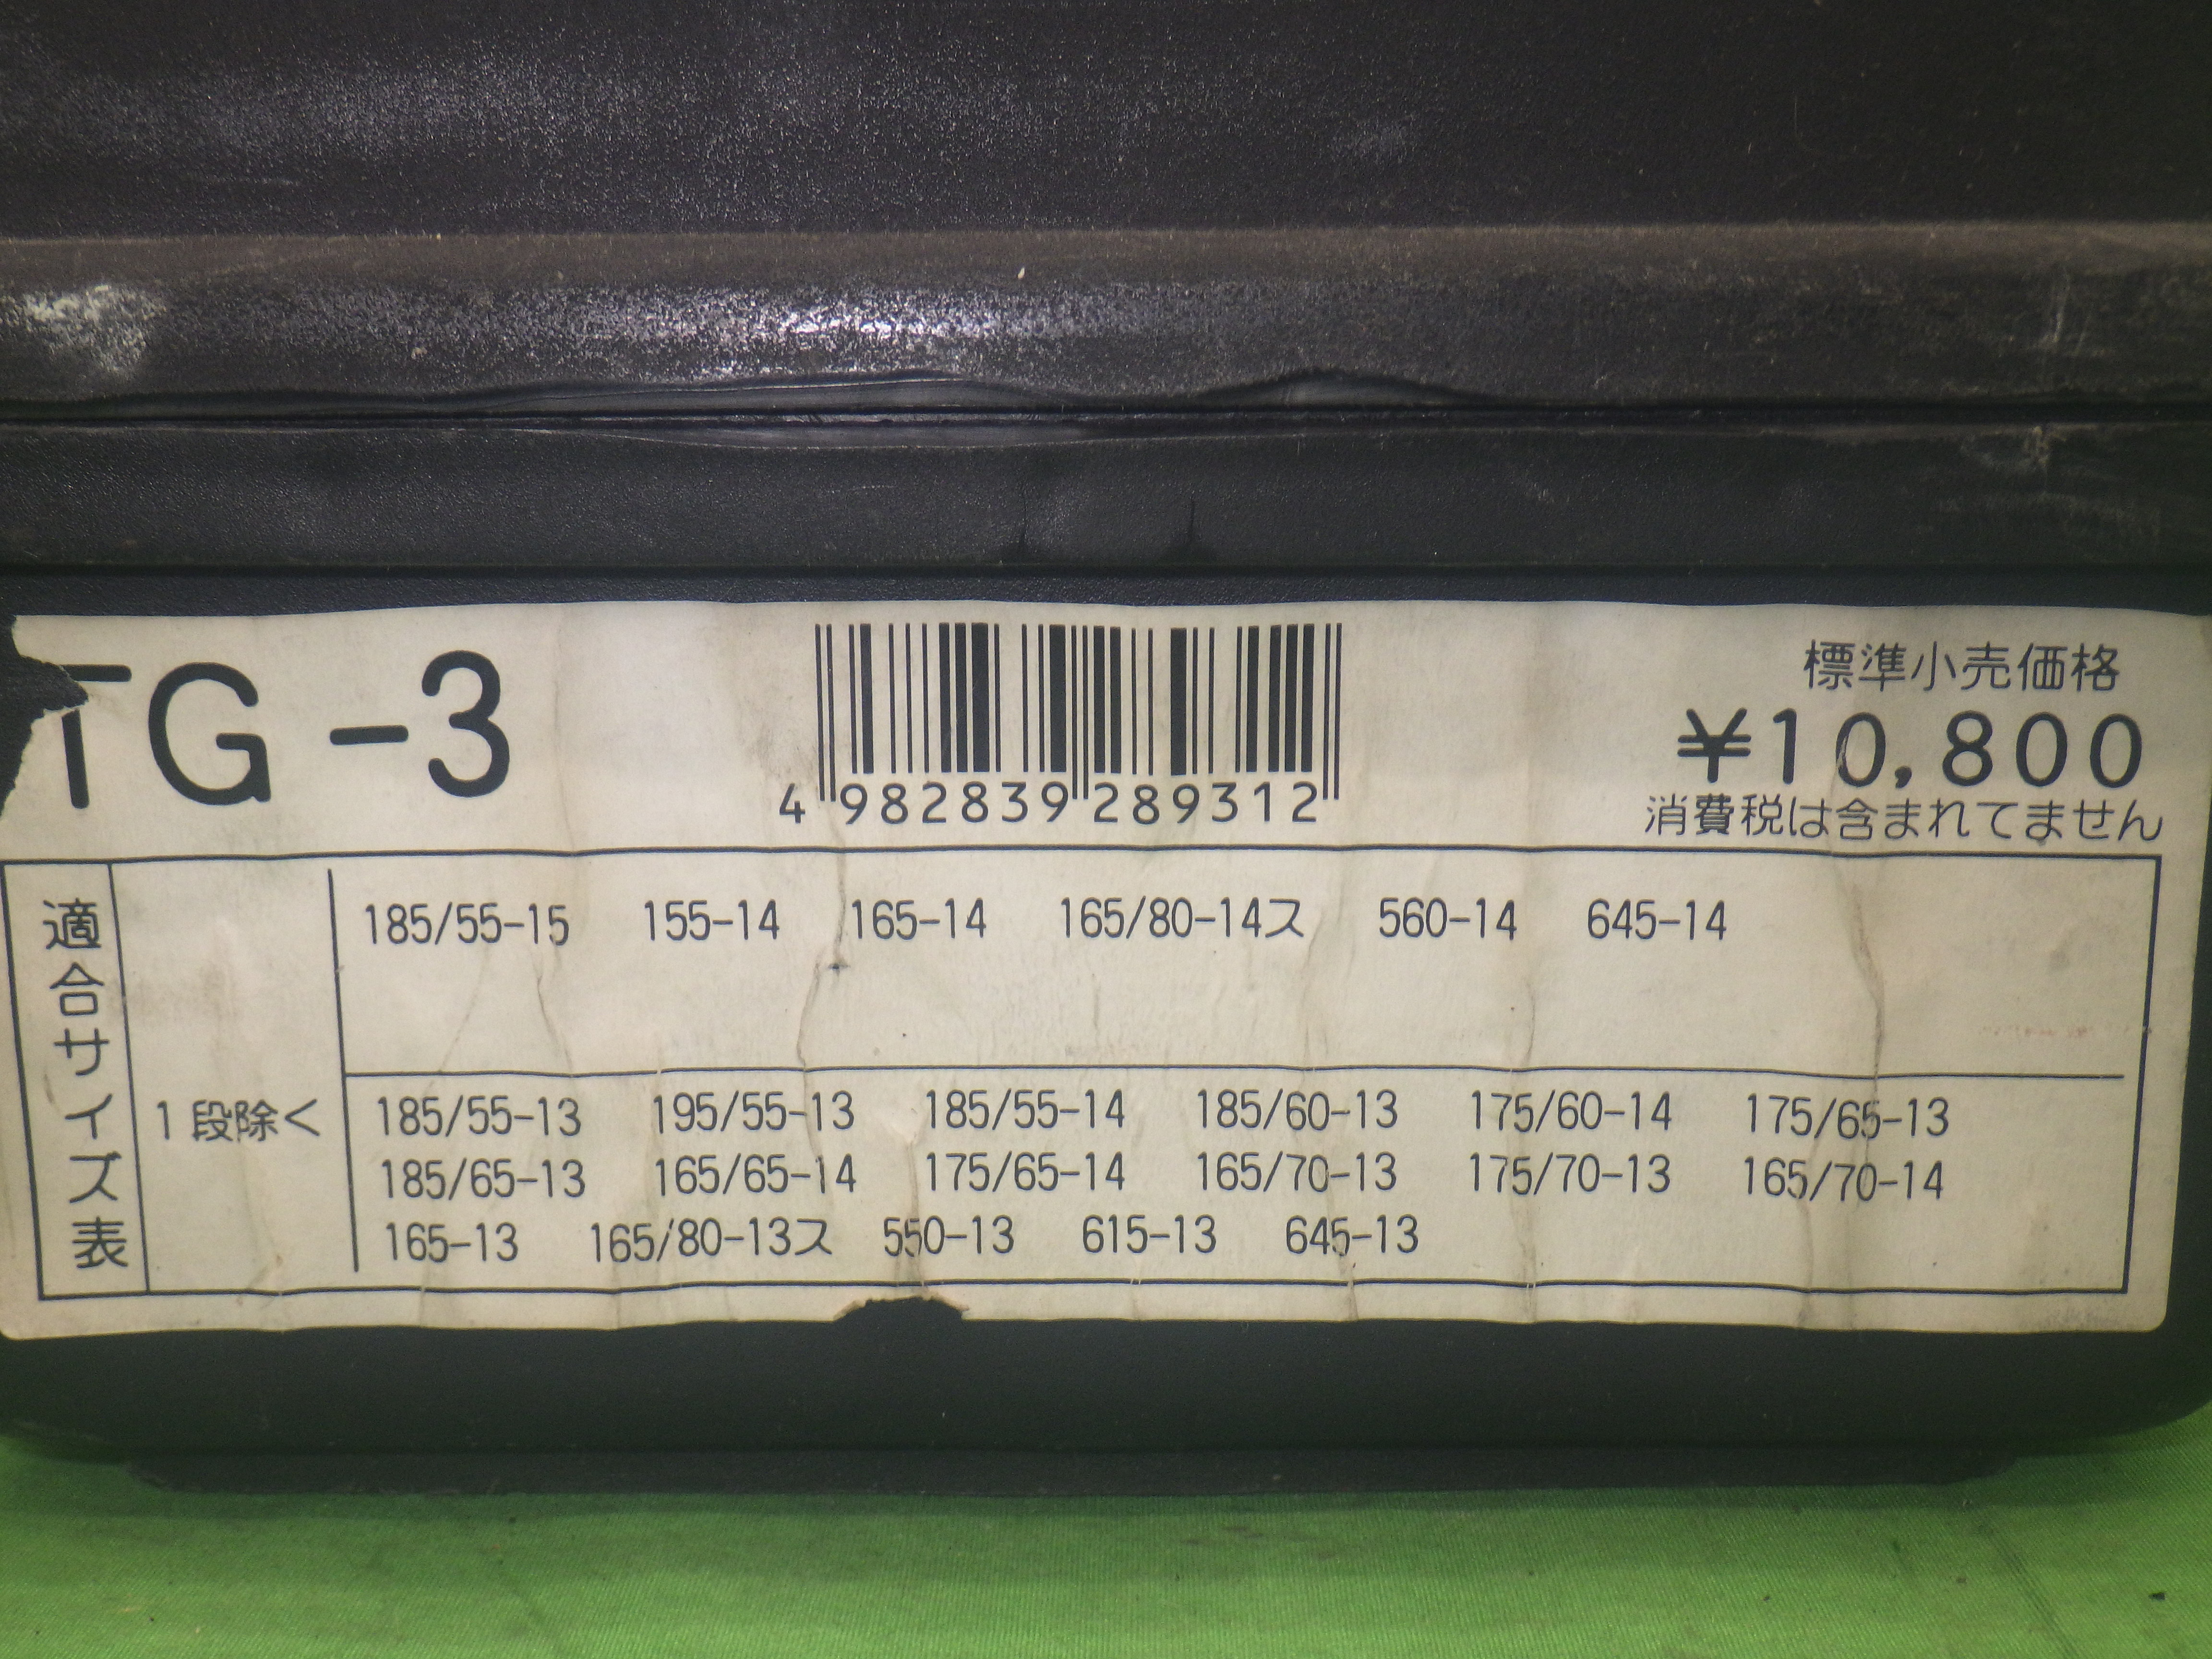 TG-3
4 982839 289312
標準小売価格
¥10,800
消費税は含まれてません
適合サイズ表
185/55-15 155-14 165-14 165/80-14ス 560-14 645-14
1段除く
185/55-13 195/55-13 185/55-14 185/60-13 175/60-14 175/65-13
185/65-13 165/65-14 175/65-14 165/70-13 175/70-13 165/70-14
165-13 165/80-13ス 550-13 615-13 645-13